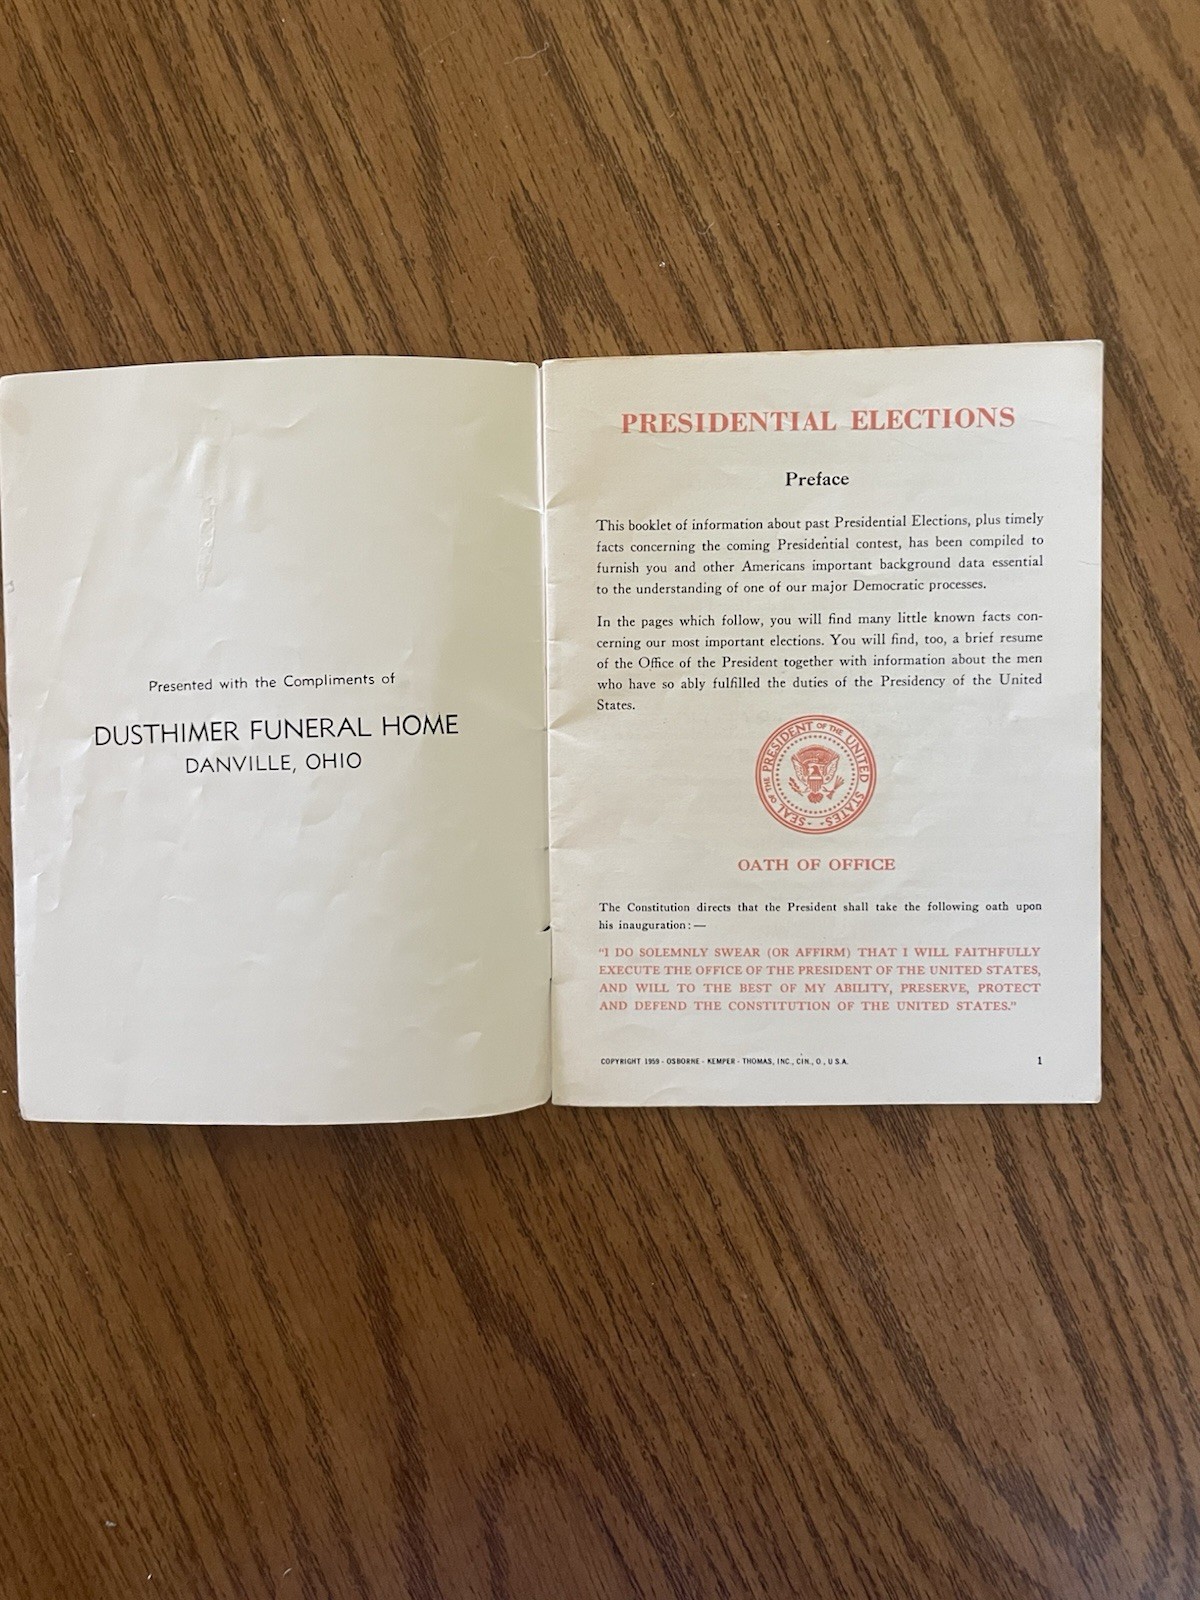 Presented with the Compliments of
DUSTHIMER FUNERAL HOME
DANVILLE, OHIO
PRESIDENTIAL ELECTIONS
Preface
This booklet of information about past Presidential Elections, plus timely
facts concerning the coming Presidential contest, has been compiled to
furnish you and other Americans important background data essential
to the understanding of one of our major Democratic processes.
In the pages which follow, you will find many little known facts con-
cerning our most important elections. You will find, too, a brief resume
of the Office of the President together with information about the men
who have so ably fulfilled the duties of the Presidency of the United
States.
SEAL OF THE PRESIDENT OF THE UNITED STATES
OATH OF OFFICE
The Constitution directs that the President shall take the following oath upon
his inauguration: —
"I DO SOLEMNLY SWEAR (OR AFFIRM) THAT I WILL FAITHFULLY
EXECUTE THE OFFICE OF THE PRESIDENT OF THE UNITED STATES,
AND WILL TO THE BEST OF MY ABILITY, PRESERVE, PROTECT
AND DEFEND THE CONSTITUTION OF THE UNITED STATES."
COPYRIGHT 1959 - OSBORNE - KEMPER - THOMAS, INC., CIN., O., U S.A.
1